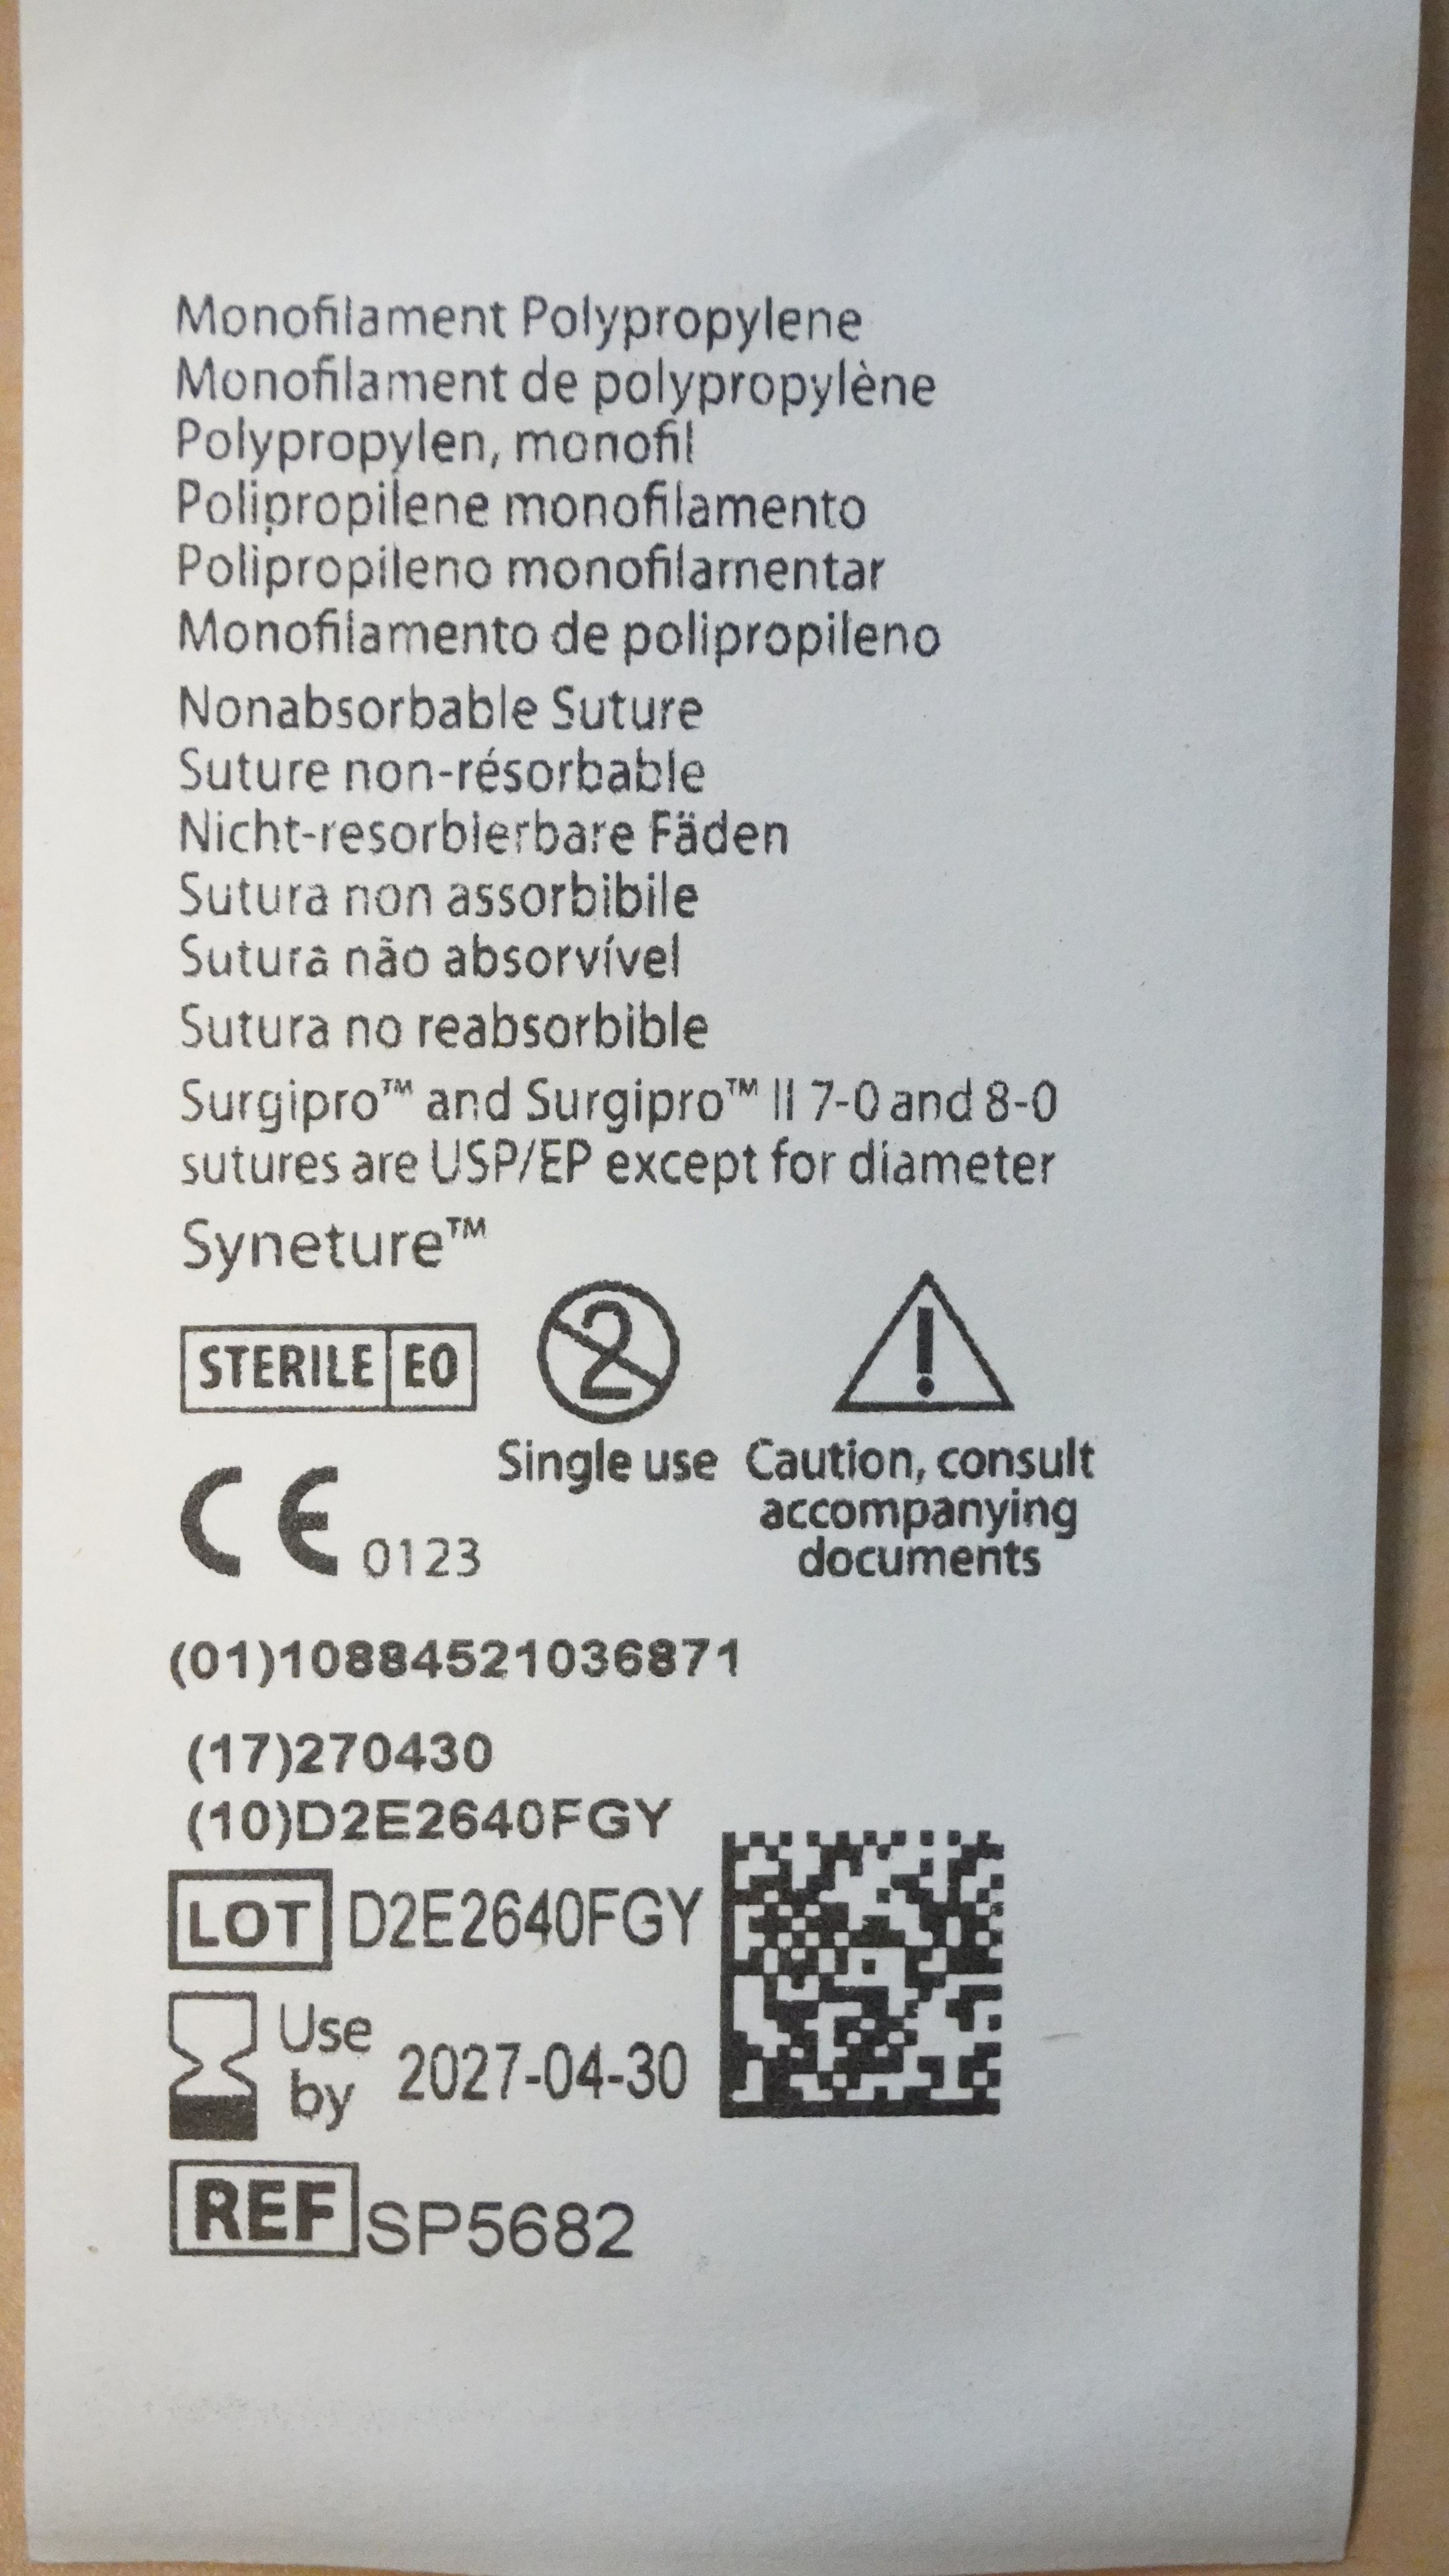 Monofilament Polypropylene
Monofilament de polypropylène
Polypropylen, monofil
Polipropilene monofilamento
Polipropileno monofilamentar
Monofilamento de polipropileno
Nonabsorbable Suture
Suture non-résorbable
Nicht-resorbierbare Fäden
Sutura non assorbibile
Sutura não absorvível
Sutura no reabsorbible
Surgipro™ and Surgipro™ II 7-0 and 8-0
sutures are USP/EP except for diameter
Syneture™
STERILE EO
2
!
Single use
Caution, consult
accompanying
documents
CE 0123
(01)10884521036871
(17)270430
(10)D2E2640FGY
LOT D2E2640FGY
Use
by 2027-04-30
REF SP5682